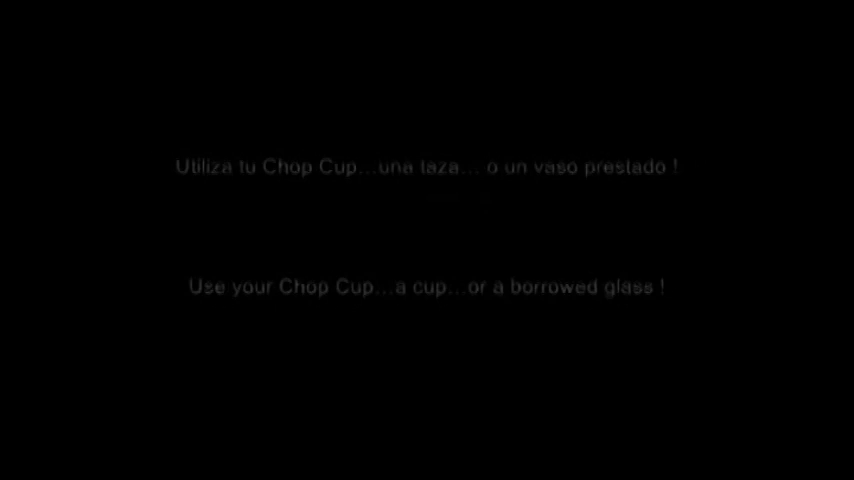 Utiliza tu Chop Cup...una taza... o un vaso prestado !
Use your Chop Cup...a cup...or a borrowed glass !